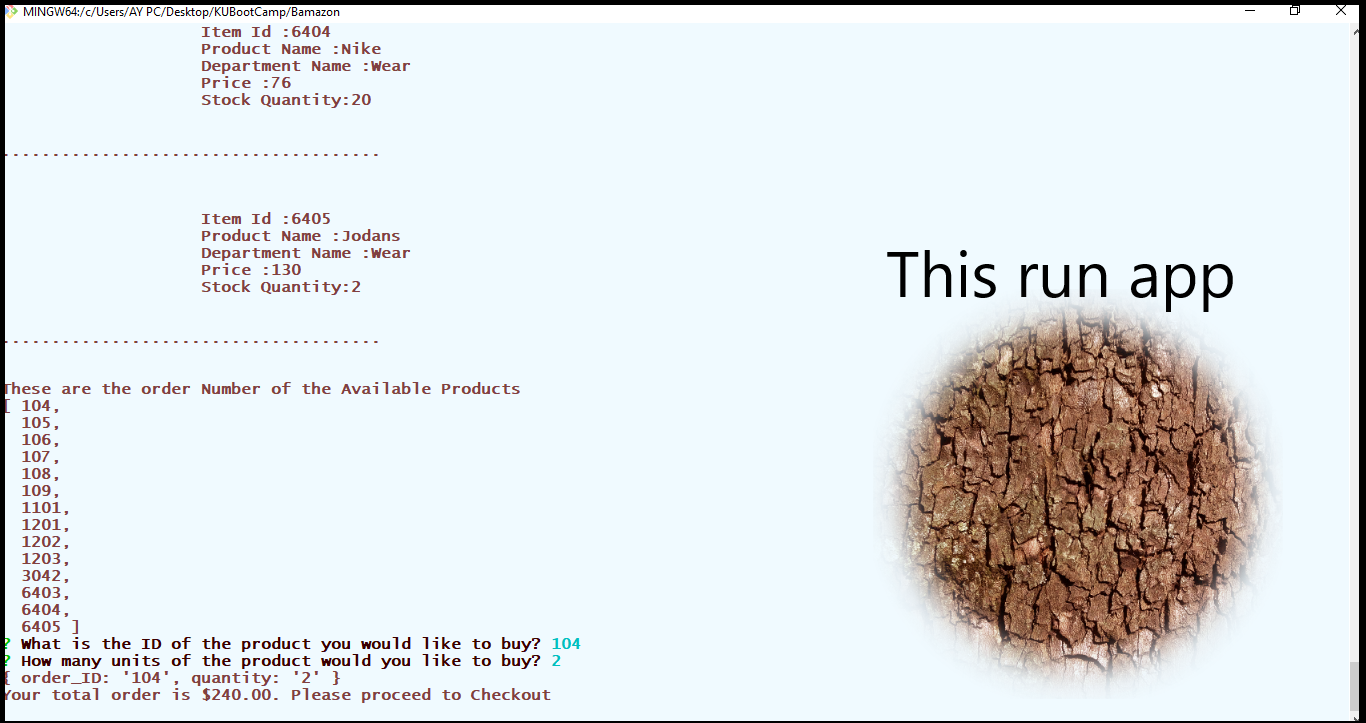 MINGW64:/c/Users/AY PC/Desktop/KUBootCamp/Bamazon
Item Id :6404
Product Name :Nike
Department Name :Wear
Price :76
Stock Quantity:20
--------------------------------------
Item Id :6405
Product Name :Jodans
Department Name :Wear
Price :130
Stock Quantity:2
--------------------------------------
This run app
These are the order Number of the Available Products
[ 104,
105,
106,
107,
108,
109,
1101,
1201,
1202,
1203,
3042,
6403,
6404,
6405 ]
? What is the ID of the product you would like to buy? 104
? How many units of the product would you like to buy? 2
{ order_ID: '104', quantity: '2' }
Your total order is $240.00. Please proceed to Checkout